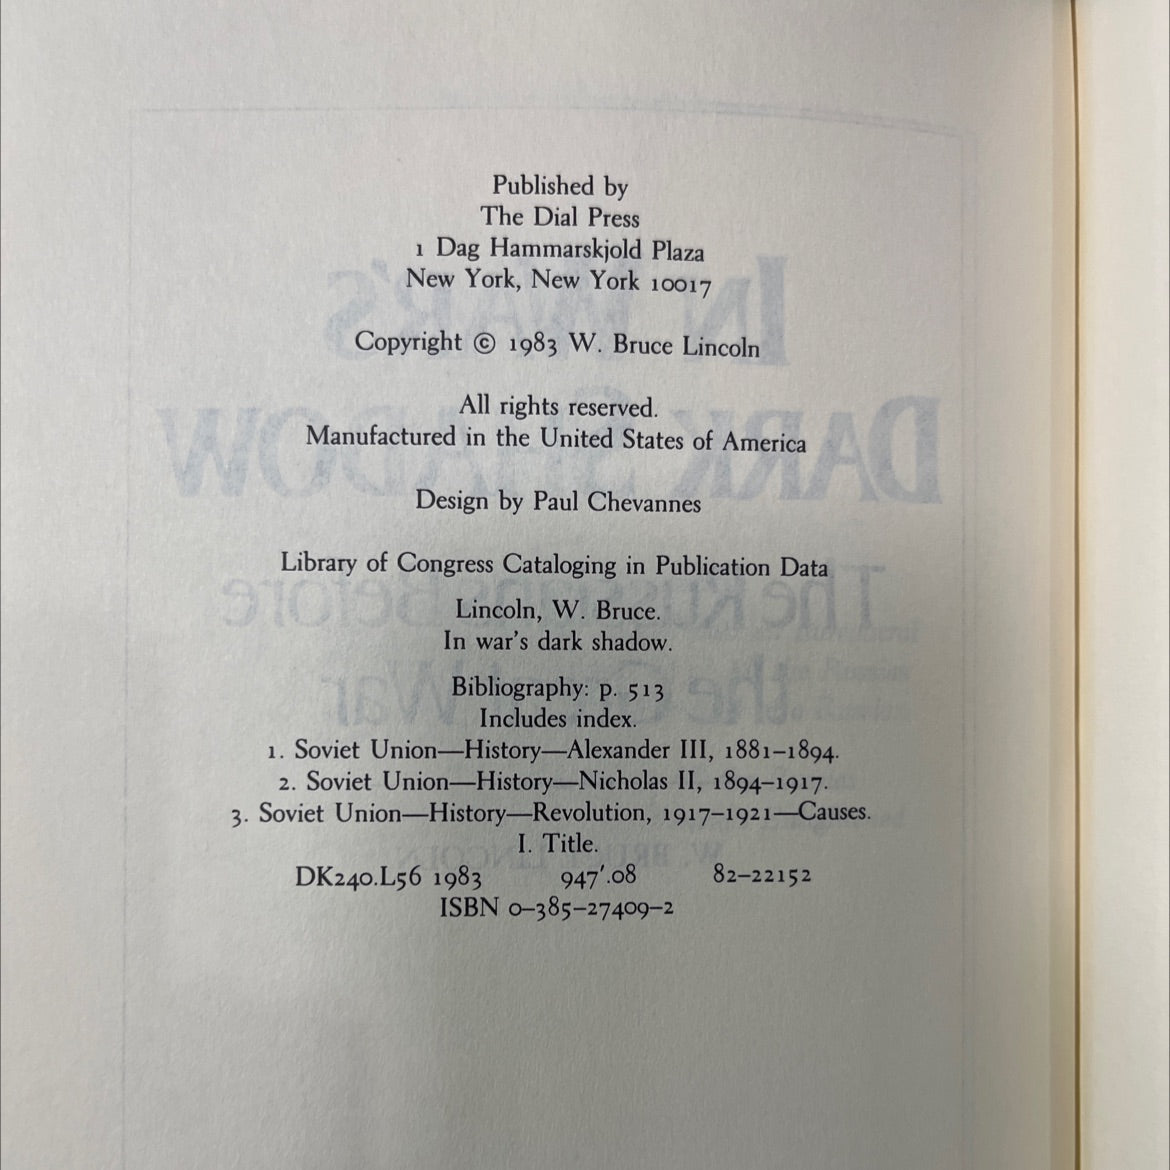 Published by
The Dial Press
1 Dag Hammarskjold Plaza
New York, New York 10017
Copyright © 1983 W. Bruce Lincoln
All rights reserved.
Manufactured in the United States of America
Design by Paul Chevannes
Library of Congress Cataloging in Publication Data
Lincoln, W. Bruce.
In war's dark shadow.
Bibliography: p. 513
Includes index.
1. Soviet Union—History—Alexander III, 1881–1894.
2. Soviet Union—History—Nicholas II, 1894–1917.
3. Soviet Union—History—Revolution, 1917–1921—Causes.
I. Title.
DK240.L56 1983 947'.08 82–22152
ISBN 0–385–27409–2